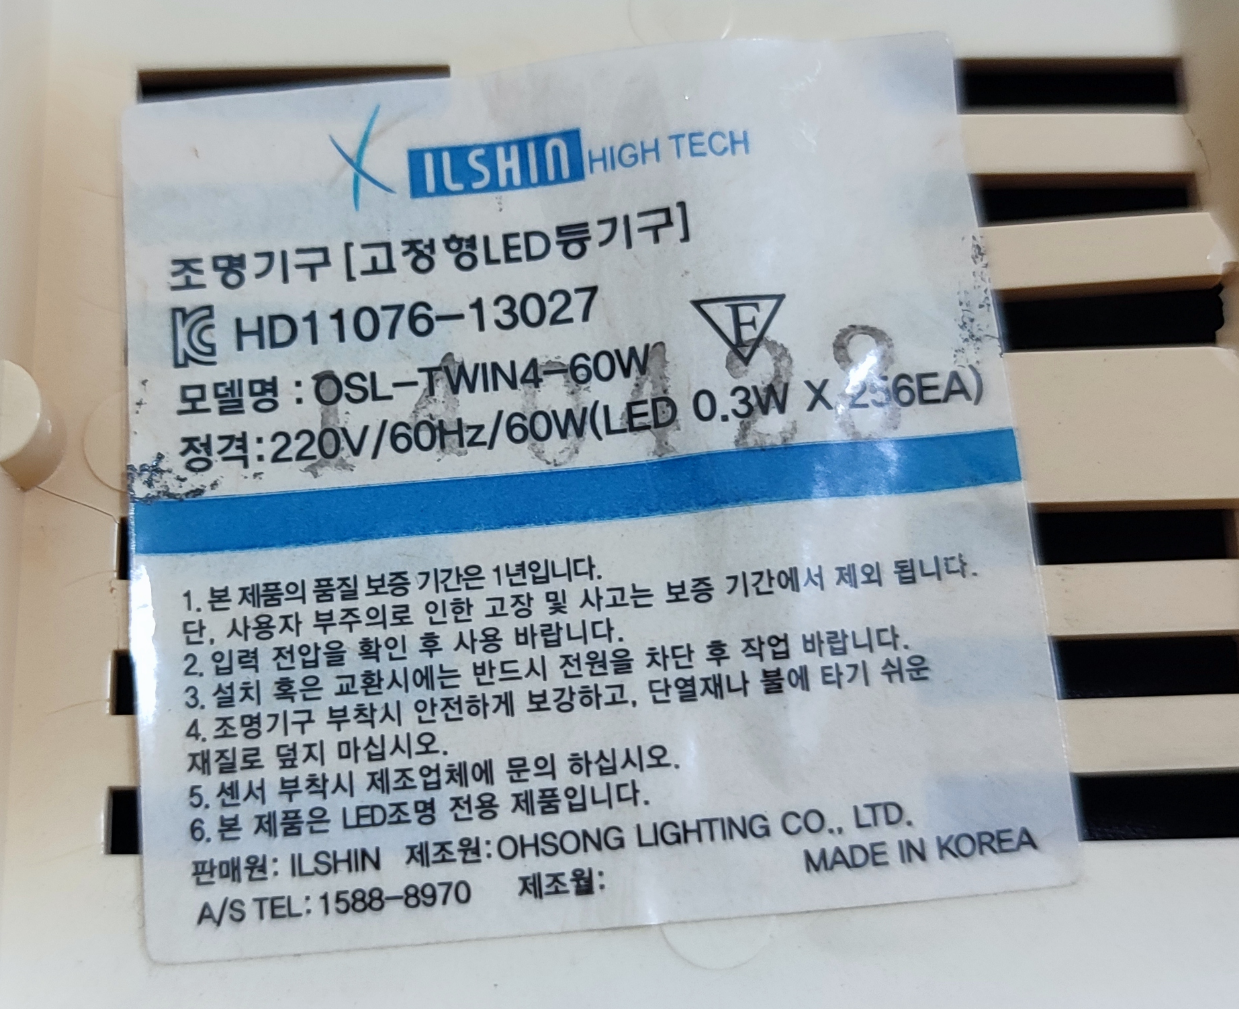 ILSHIN HIGH TECH
조명기구 [고정형LED등기구]
KC HD11076-13027
F
모델명 : OSL-TWIN4-60W
정격:220V/60Hz/60W(LED 0.3W X 256EA)
140423
1. 본 제품의 품질 보증 기간은 1년입니다.
단, 사용자 부주의로 인한 고장 및 사고는 보증 기간에서 제외 됩니다.
2. 입력 전압을 확인 후 사용 바랍니다.
3. 설치 혹은 교환시에는 반드시 전원을 차단 후 작업 바랍니다.
4. 조명기구 부착시 안전하게 보강하고, 단열재나 불에 타기 쉬운
재질로 덮지 마십시오.
5. 센서 부착시 제조업체에 문의 하십시오.
6. 본 제품은 LED조명 전용 제품입니다.
판매원: ILSHIN 제조원:OHSONG LIGHTING CO., LTD.
A/S TEL: 1588-8970 제조월: MADE IN KOREA